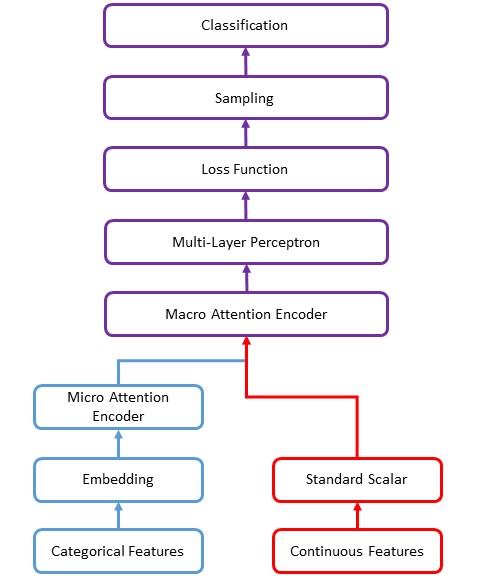 Classification
Sampling
Loss Function
Multi-Layer Perceptron
Macro Attention Encoder
Micro Attention
Encoder
Embedding
Standard Scalar
Categorical Features
Continuous Features